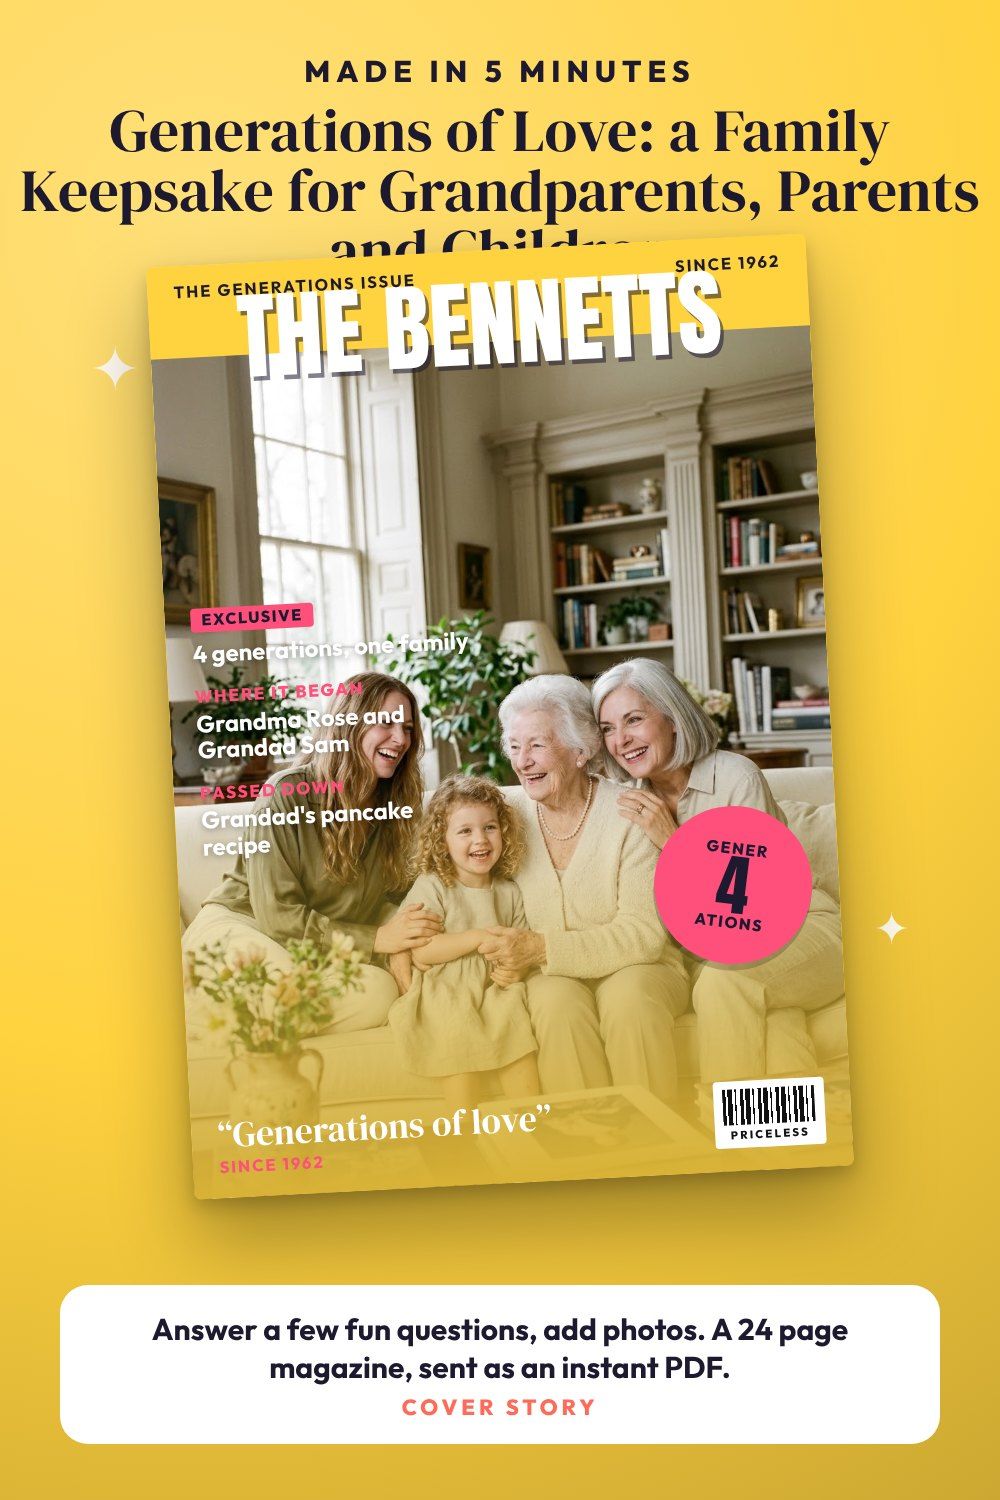 MADE IN 5 MINUTES
Generations of Love: a Family
Keepsake for Grandparents, Parents
and Children
THE GENERATIONS ISSUE
SINCE 1962
THE BENNETTS
EXCLUSIVE
4 generations, one family
WHERE IT BEGAN
Grandma Rose and
Grandad Sam
PASSED DOWN
Grandad's pancake
recipe
GENER
4
ATIONS
“Generations of love”
SINCE 1962
PRICELESS
Answer a few fun questions, add photos. A 24 page
magazine, sent as an instant PDF.
COVER STORY